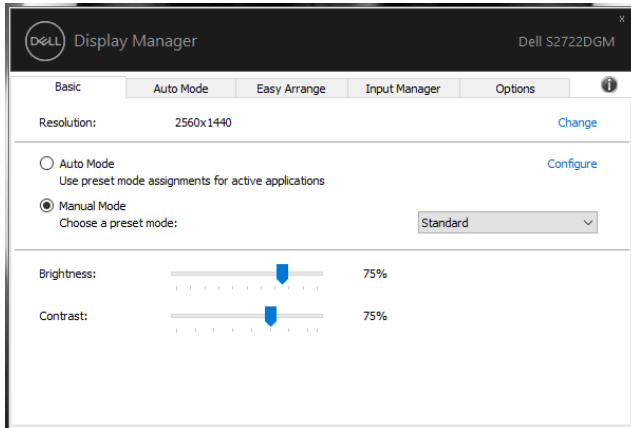 x
DELL Display Manager Dell S2722DGM
Basic Auto Mode Easy Arrange Input Manager Options i
Resolution: 2560x1440 Change
Auto Mode Configure
Use preset mode assignments for active applications
Manual Mode
Choose a preset mode: Standard
Brightness: 75%
Contrast: 75%